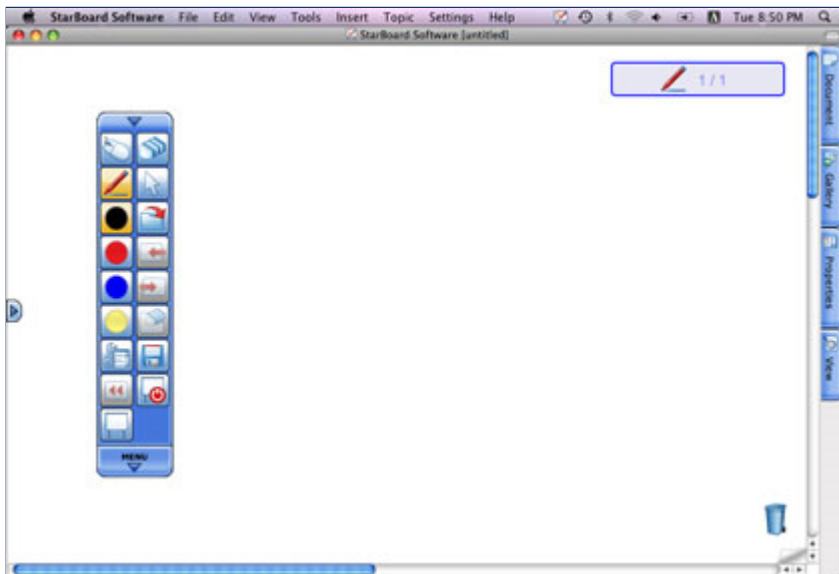 StarBoard Software File Edit View Tools Insert Topic Settings Help Tue 8:50 PM
StarBoard Software [untitled]
1 / 1
Document
Gallery
Properties
View
MENU